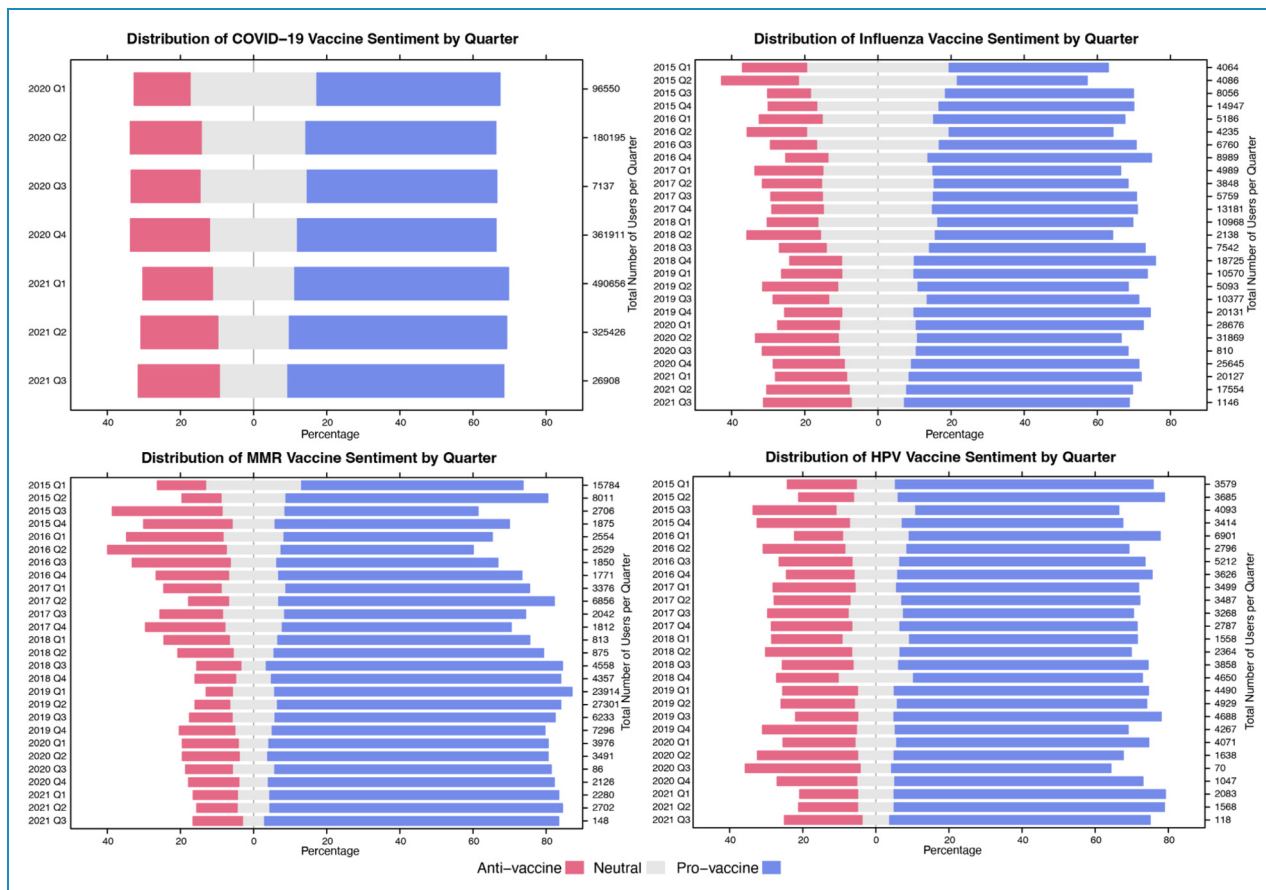 Distribution of COVID−19 Vaccine Sentiment by Quarter
2020 Q1 96550
2020 Q2 180195
2020 Q3 7137
2020 Q4 361911
2021 Q1 490656
2021 Q2 325426
2021 Q3 26908
40 20 0 20 40 60 80
Percentage
Total Number of Users per Quarter
Distribution of Influenza Vaccine Sentiment by Quarter
2015 Q1 4064
2015 Q2 4086
2015 Q3 8056
2015 Q4 14947
2016 Q1 5186
2016 Q2 4235
2016 Q3 6760
2016 Q4 8989
2017 Q1 4989
2017 Q2 3848
2017 Q3 5759
2017 Q4 13181
2018 Q1 10968
2018 Q2 2138
2018 Q3 7542
2018 Q4 18725
2019 Q1 10570
2019 Q2 5093
2019 Q3 10377
2019 Q4 20131
2020 Q1 28676
2020 Q2 31869
2020 Q3 810
2020 Q4 25645
2021 Q1 20127
2021 Q2 17554
2021 Q3 1146
40 20 0 20 40 60 80
Percentage
Total Number of Users per Quarter
Distribution of MMR Vaccine Sentiment by Quarter
2015 Q1 15784
2015 Q2 8011
2015 Q3 2706
2015 Q4 1875
2016 Q1 2554
2016 Q2 2529
2016 Q3 1850
2016 Q4 1771
2017 Q1 3376
2017 Q2 6856
2017 Q3 2042
2017 Q4 1812
2018 Q1 813
2018 Q2 875
2018 Q3 4558
2018 Q4 4357
2019 Q1 23914
2019 Q2 27301
2019 Q3 6233
2019 Q4 7296
2020 Q1 3976
2020 Q2 3491
2020 Q3 86
2020 Q4 2126
2021 Q1 2280
2021 Q2 2702
2021 Q3 148
40 20 0 20 40 60 80
Percentage
Total Number of Users per Quarter
Distribution of HPV Vaccine Sentiment by Quarter
2015 Q1 3579
2015 Q2 3685
2015 Q3 4093
2015 Q4 3414
2016 Q1 6901
2016 Q2 2796
2016 Q3 5212
2016 Q4 3626
2017 Q1 3499
2017 Q2 3487
2017 Q3 3268
2017 Q4 2787
2018 Q1 1558
2018 Q2 2364
2018 Q3 3858
2018 Q4 4650
2019 Q1 4490
2019 Q2 4929
2019 Q3 4688
2019 Q4 4267
2020 Q1 4071
2020 Q2 1638
2020 Q3 70
2020 Q4 1047
2021 Q1 2083
2021 Q2 1568
2021 Q3 118
40 20 0 20 40 60 80
Percentage
Total Number of Users per Quarter
Anti−vaccine Neutral Pro−vaccine